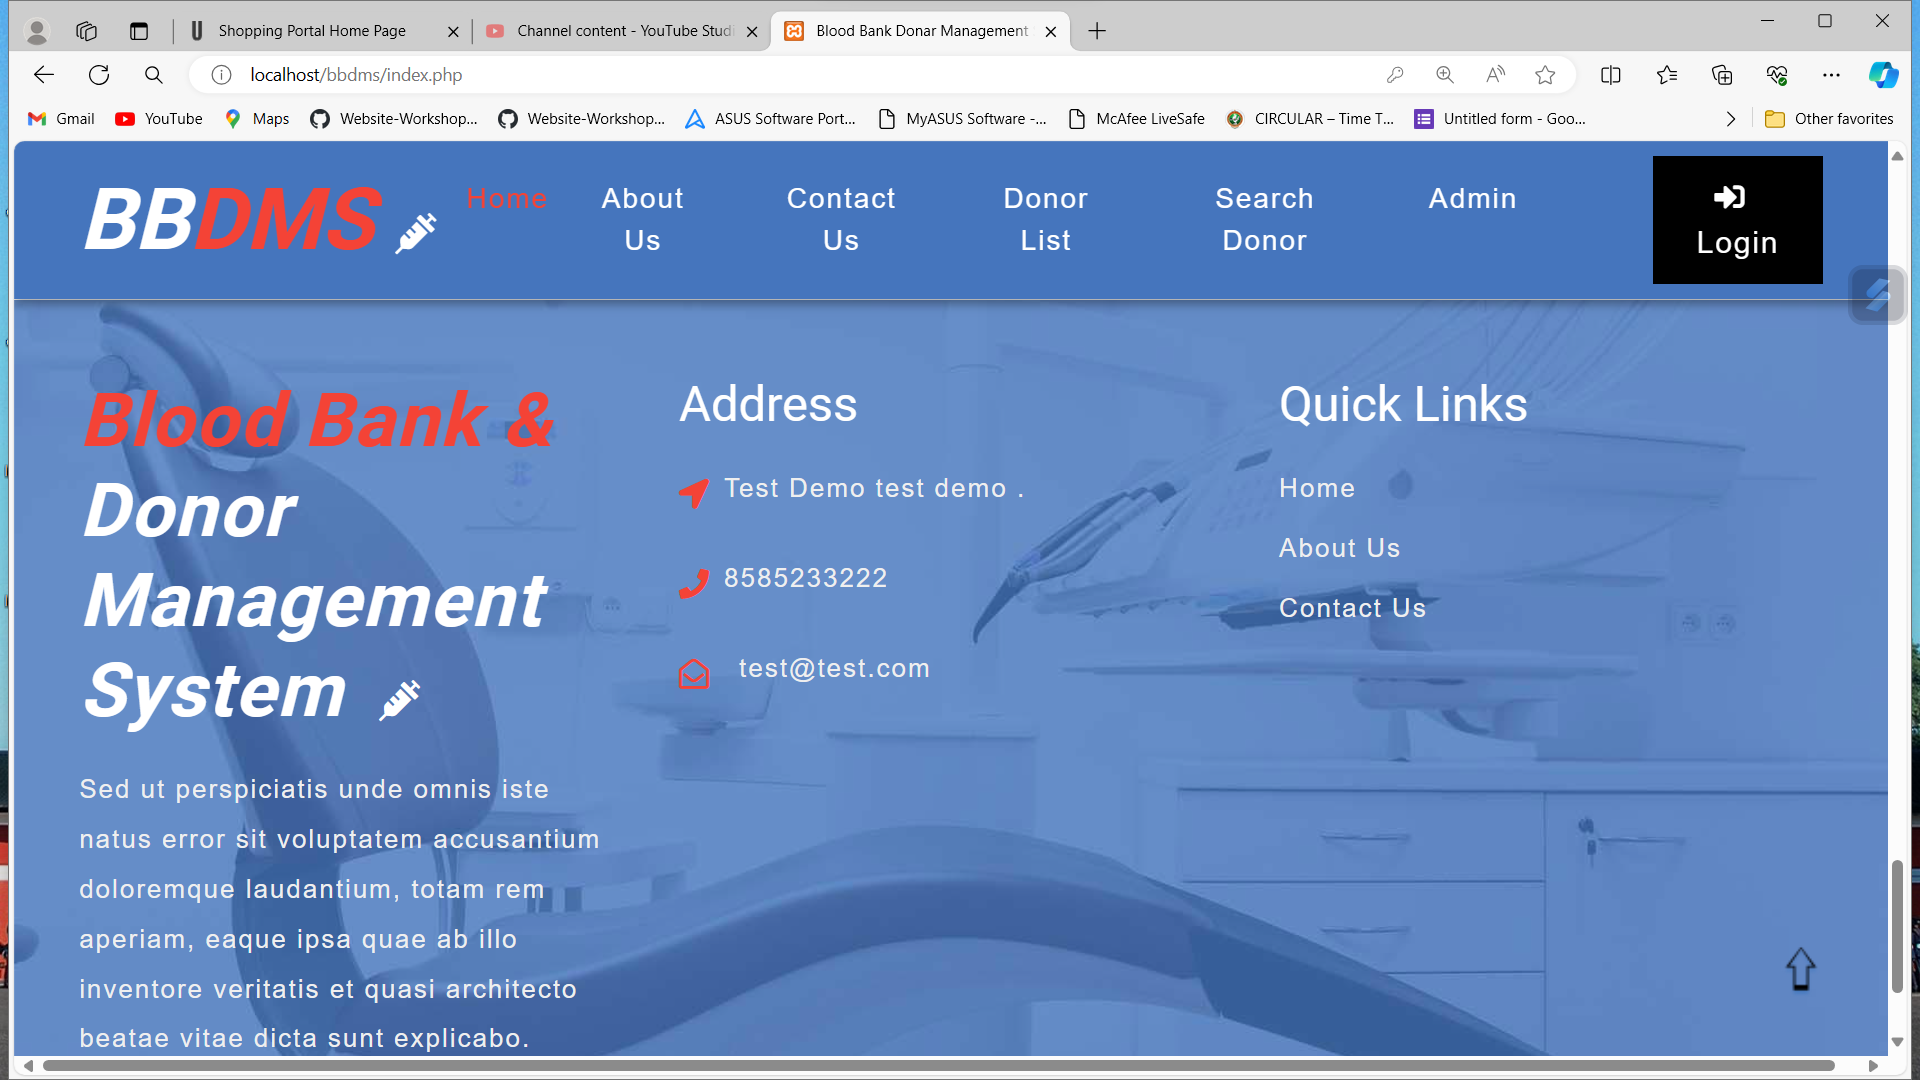 Shopping Portal Home Page
Channel content - YouTube Studi
Blood Bank Donar Management
localhost/bbdms/index.php
Gmail
YouTube
Maps
Website-Workshop...
Website-Workshop...
ASUS Software Port...
MyASUS Software -...
McAfee LiveSafe
CIRCULAR – Time T...
Untitled form - Goo...
Other favorites
BBDMS
Home
About
Us
Contact
Us
Donor
List
Search
Donor
Admin
Login
Blood Bank &
Donor
Management
System
Sed ut perspiciatis unde omnis iste
natus error sit voluptatem accusantium
doloremque laudantium, totam rem
aperiam, eaque ipsa quae ab illo
inventore veritatis et quasi architecto
beatae vitae dicta sunt explicabo.
Address
Test Demo test demo .
8585233222
test@test.com
Quick Links
Home
About Us
Contact Us